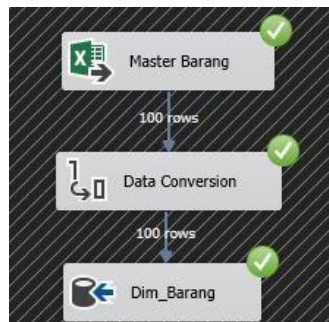 Master Barang
100 rows
Data Conversion
100 rows
Dim_Barang